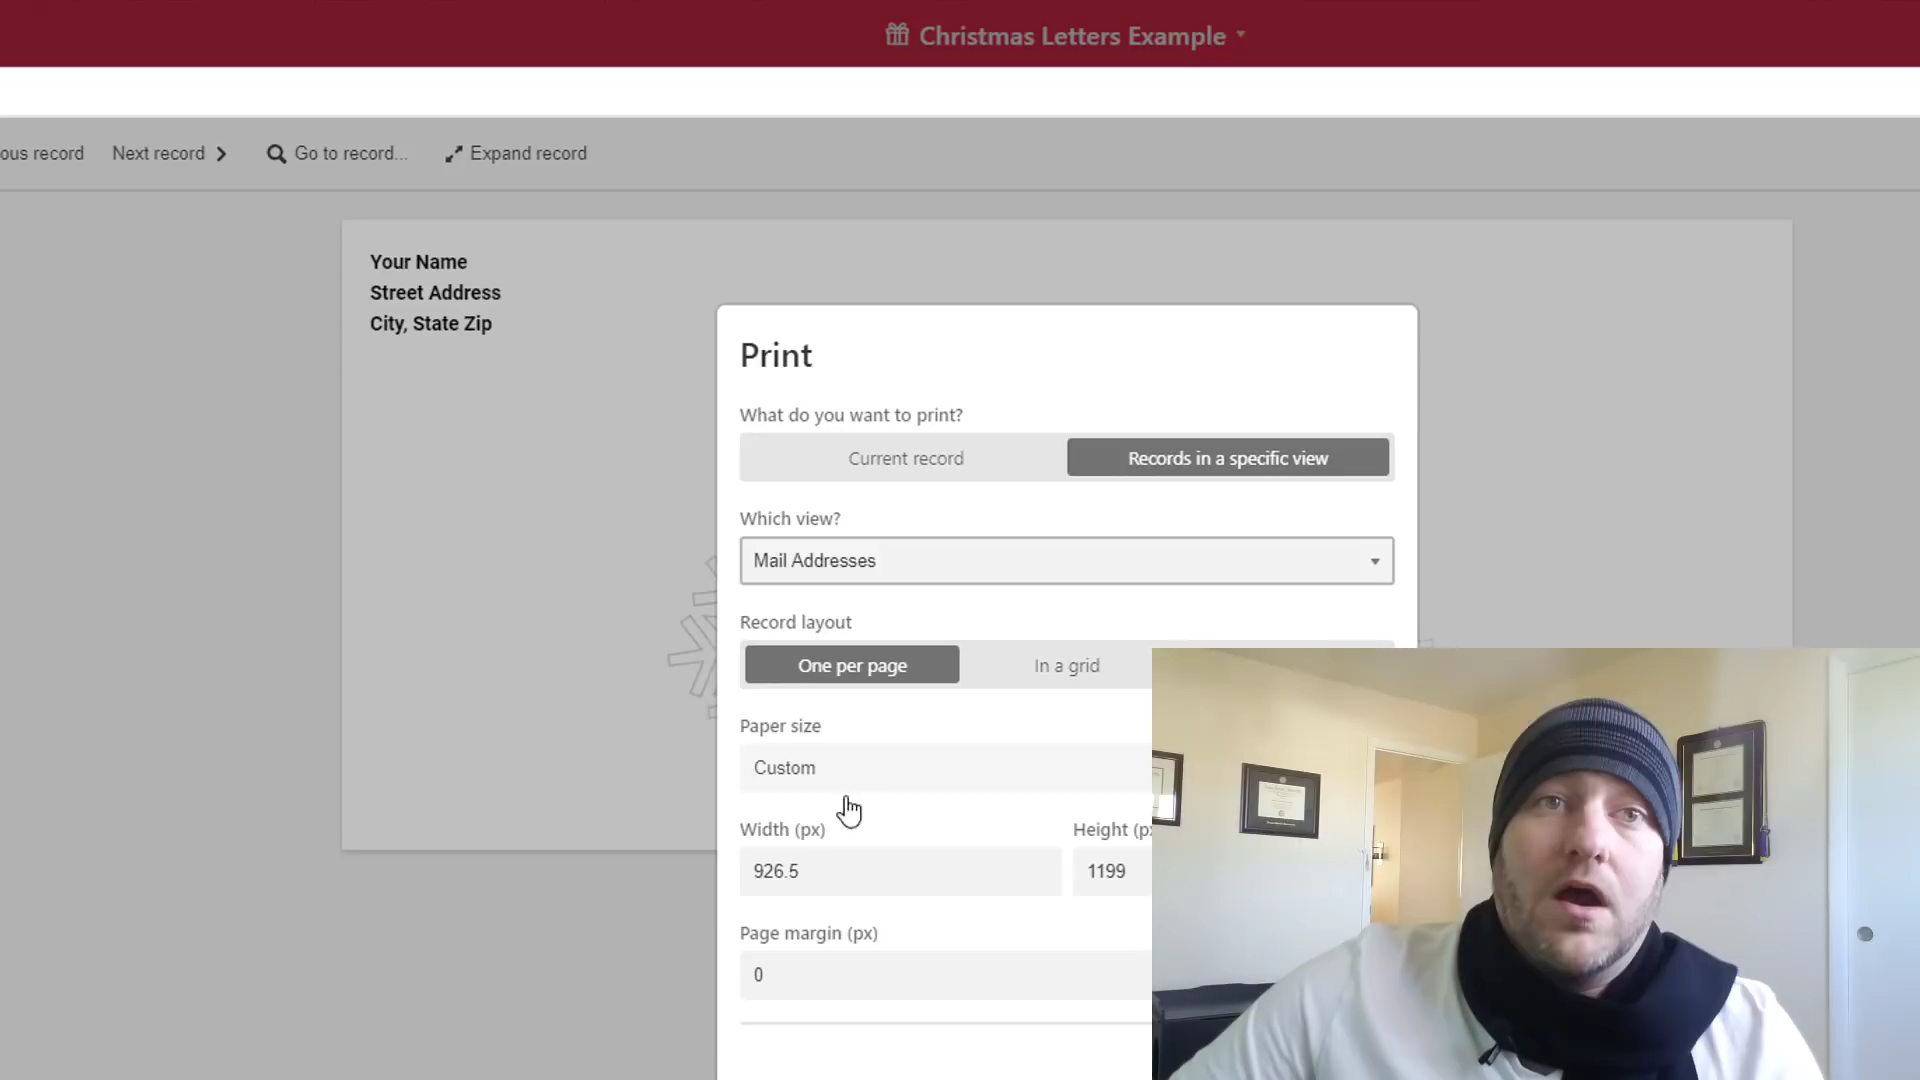 Christmas Letters Example
ous record
Next record
Go to record...
Expand record
Your Name
Street Address
City, State Zip
Print
What do you want to print?
Current record
Records in a specific view
Which view?
Mail Addresses
Record layout
One per page
In a grid
Paper size
Custom
Width (px)
Height (p
926.5
1199
Page margin (px)
0